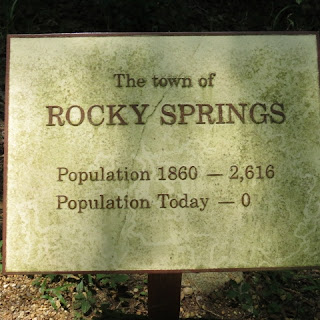 The town of
ROCKY SPRINGS
Population 1860 — 2,616
Population Today — 0